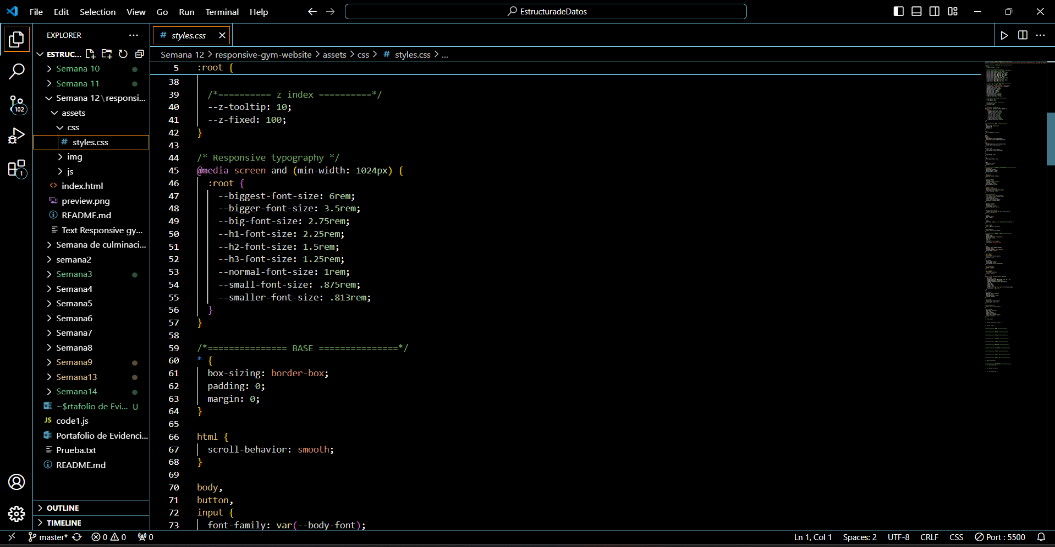 File Edit Selection View Go Run Terminal Help
EstructuradeDatos
EXPLORER
ESTRUC...
Semana 10
Semana 11
Semana 12\responsi...
assets
css
# styles.css
img
js
index.html
preview.png
README.md
Text Responsive gy...
Semana de culminaci...
semana2
Semana3
Semana4
Semana5
Semana6
Semana7
Semana8
Semana9
Semana13
Semana14
~$rtafolio de Evi... U
JS code1.js
Portafolio de Evidenci...
Prueba.txt
README.md
OUTLINE
TIMELINE
102
1
# styles.css
Semana 12 > responsive-gym-website > assets > css > # styles.css > ...
5 :root {
38
39 /*========== z index ==========*/
40 --z-tooltip: 10;
41 --z-fixed: 100;
42 }
43
44 /* Responsive typography */
45 @media screen and (min-width: 1024px) {
46 :root {
47 --biggest-font-size: 6rem;
48 --bigger-font-size: 3.5rem;
49 --big-font-size: 2.75rem;
50 --h1-font-size: 2.25rem;
51 --h2-font-size: 1.5rem;
52 --h3-font-size: 1.25rem;
53 --normal-font-size: 1rem;
54 --small-font-size: .875rem;
55 --smaller-font-size: .813rem;
56 }
57 }
58
59 /*=============== BASE ===============*/
60 * {
61 box-sizing: border-box;
62 padding: 0;
63 margin: 0;
64 }
65
66 html {
67 scroll-behavior: smooth;
68 }
69
70 body,
71 button,
72 input {
73 font-family: var(--body-font);
master* 0 0 0
Ln 1, Col 1 Spaces: 2 UTF-8 CRLF CSS Port : 5500